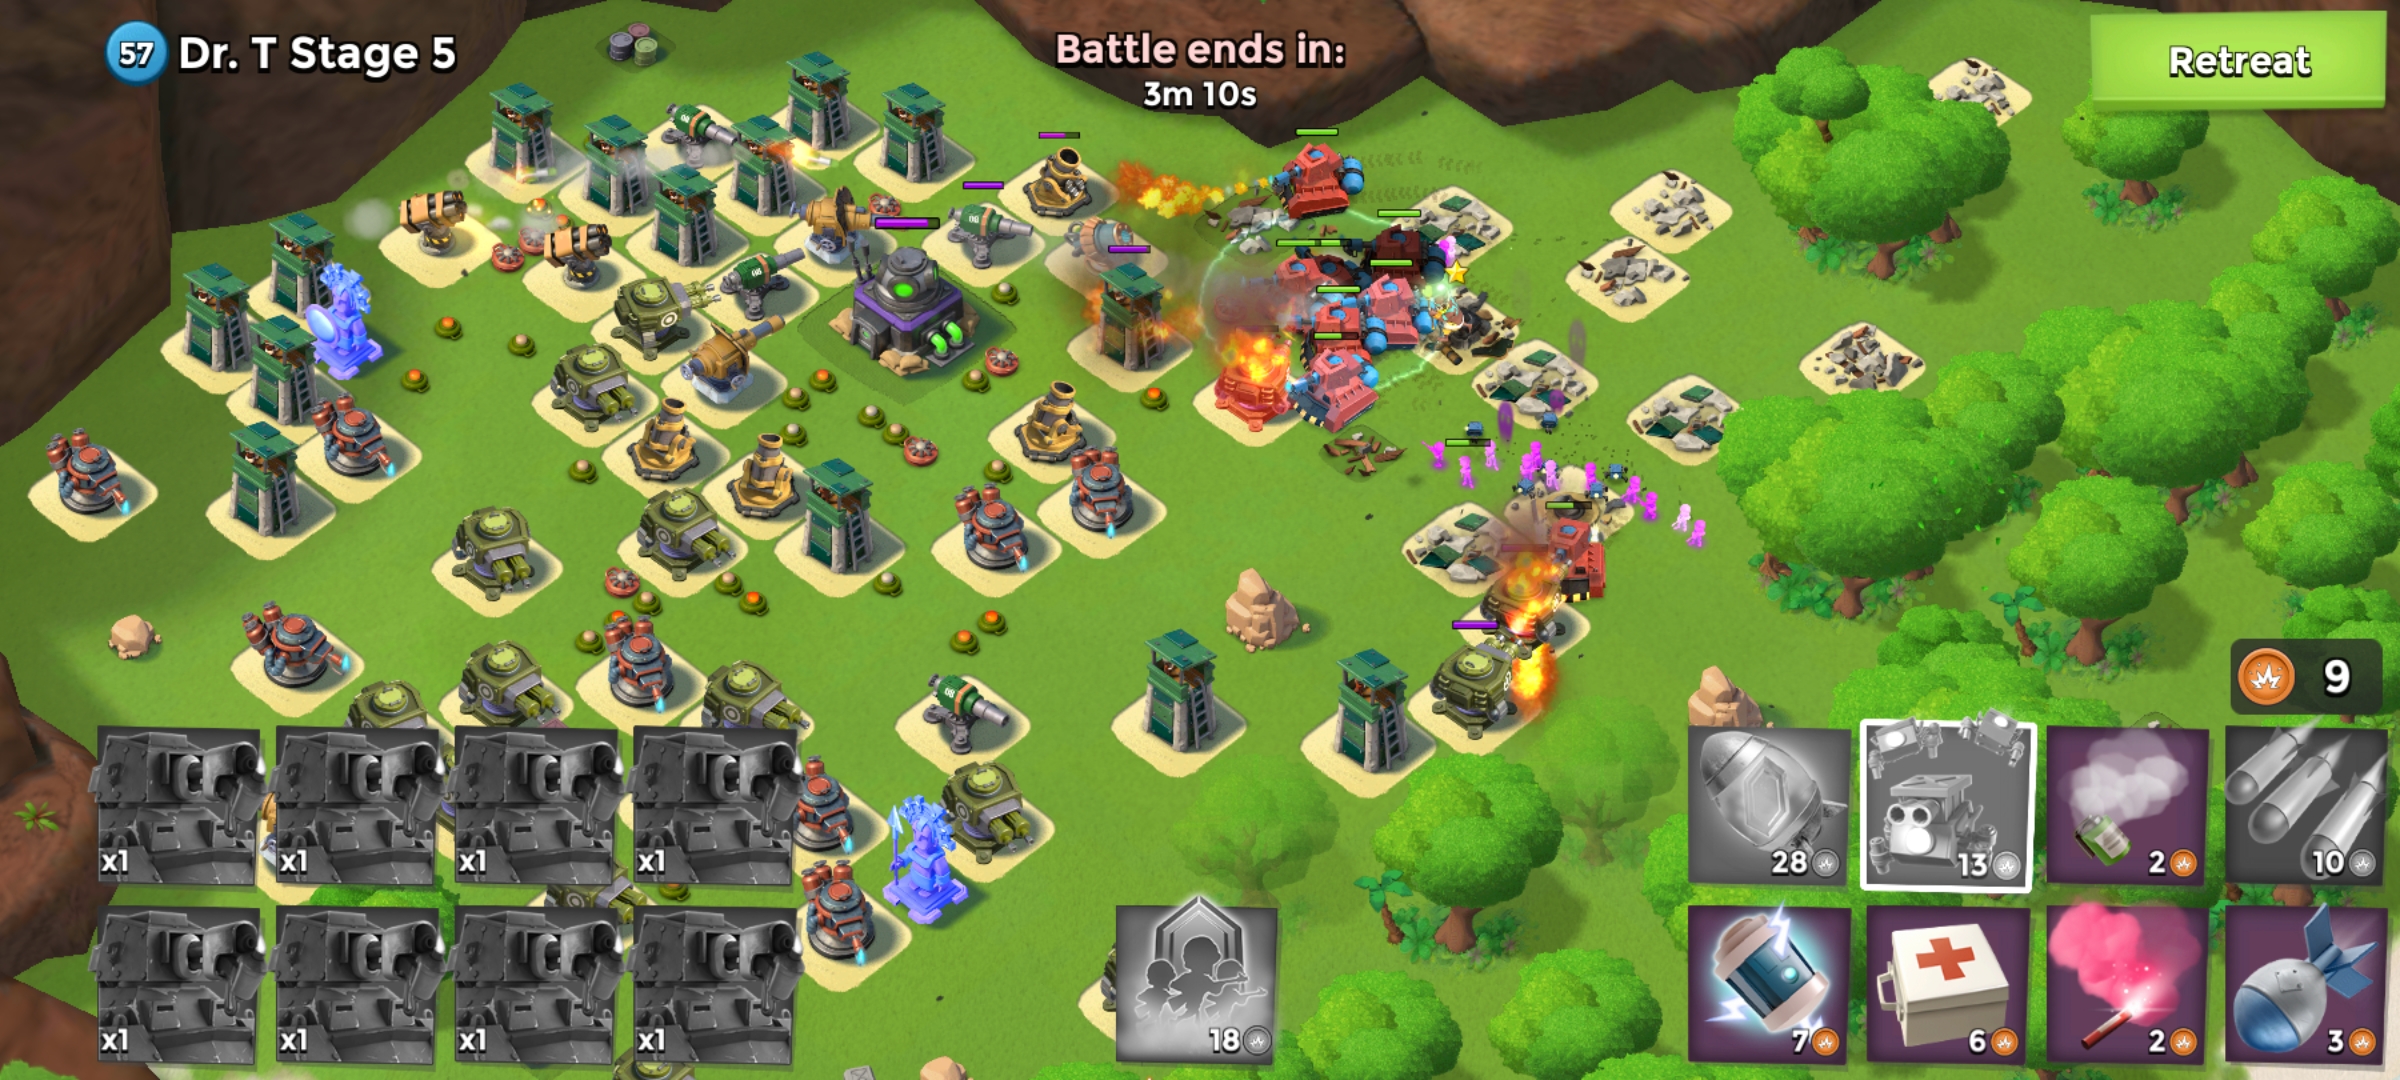 57 Dr. T Stage 5
Battle ends in:
3m 10s
Retreat
9
x1
x1
x1
x1
28
13
2
10
x1
x1
x1
x1
18
7
6
2
3